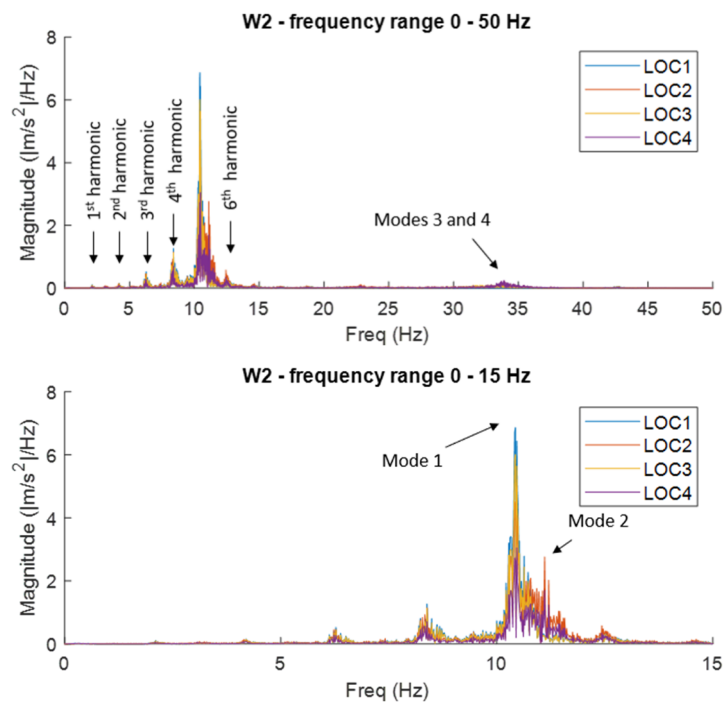 W2 - frequency range 0 - 50 Hz
8
6
4
2
0
Magnitude (|m/s²|/Hz)
1st harmonic
2nd harmonic
3rd harmonic
4th harmonic
6th harmonic
Modes 3 and 4
LOC1
LOC2
LOC3
LOC4
0 5 10 15 20 25 30 35 40 45 50
Freq (Hz)
W2 - frequency range 0 - 15 Hz
8
6
4
2
0
Magnitude (|m/s²|/Hz)
Mode 1
Mode 2
LOC1
LOC2
LOC3
LOC4
0 5 10 15
Freq (Hz)